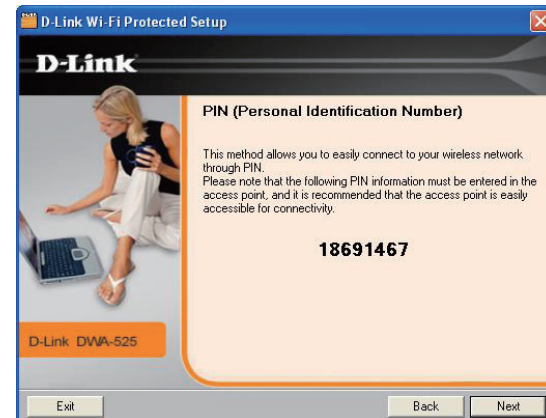 D-Link Wi-Fi Protected Setup
D-Link
PIN (Personal Identification Number)
This method allows you to easily connect to your wireless network
through PIN.
Please note that the following PIN information must be entered in the
access point, and it is recommended that the access point is easily
accessible for connectivity.
18691467
D-Link DWA-525
Exit
Back
Next